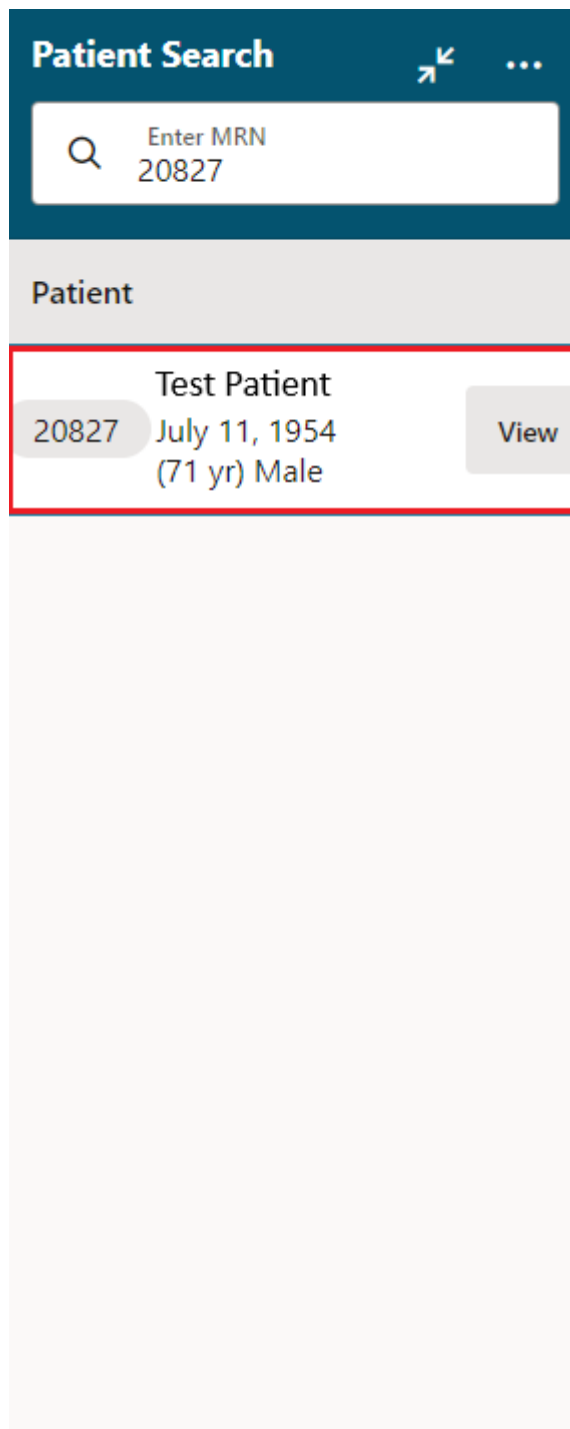 Patient Search
Enter MRN
20827
Patient
Test Patient
20827 July 11, 1954 View
(71 yr) Male